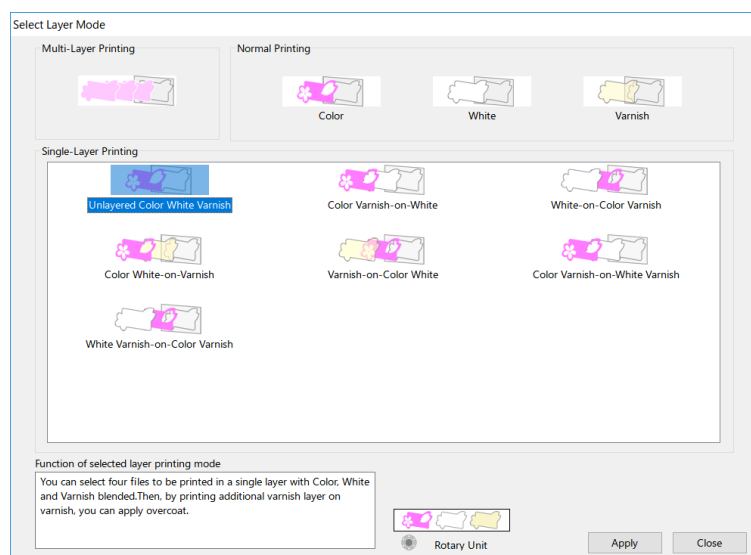 Select Layer Mode
Multi-Layer Printing
Normal Printing
Color
White
Varnish
Single-Layer Printing
Unlayered Color White Varnish
Color Varnish-on-White
White-on-Color Varnish
Color White-on-Varnish
Varnish-on-Color White
Color Varnish-on-White Varnish
White Varnish-on-Color Varnish
Function of selected layer printing mode
You can select four files to be printed in a single layer with Color, White
and Varnish blended.Then, by printing additional varnish layer on
varnish, you can apply overcoat.
Rotary Unit
Apply
Close